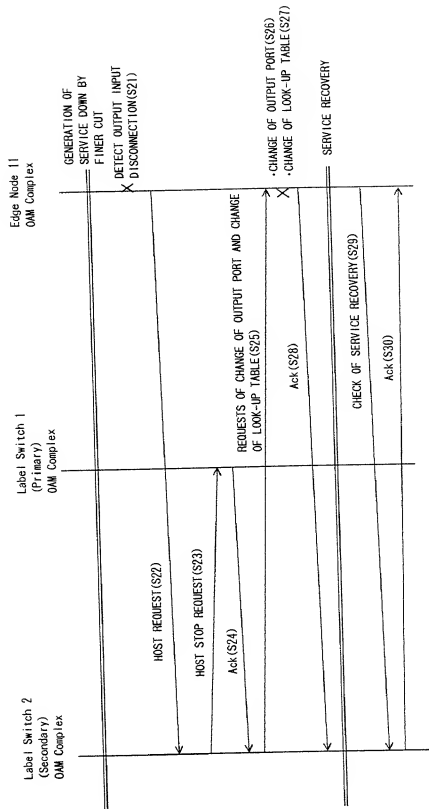 Label Switch 2
(Secondary)
OAM Complex
Label Switch 1
(Primary)
OAM Complex
Edge Node 11
OAM Complex
GENERATION OF
SERVICE DOWN BY
FINER CUT
DETECT OUTPUT INPUT
DISCONNECTION(S21)
HOST REQUEST(S22)
HOST STOP REQUEST(S23)
Ack(S24)
REQUESTS OF CHANGE OF OUTPUT PORT AND CHANGE
OF LOOK-UP TABLE(S25)
·CHANGE OF OUTPUT PORT(S26)
·CHANGE OF LOOK-UP TABLE(S27)
Ack(S28)
SERVICE RECOVERY
CHECK OF SERVICE RECOVERY(S29)
Ack(S30)